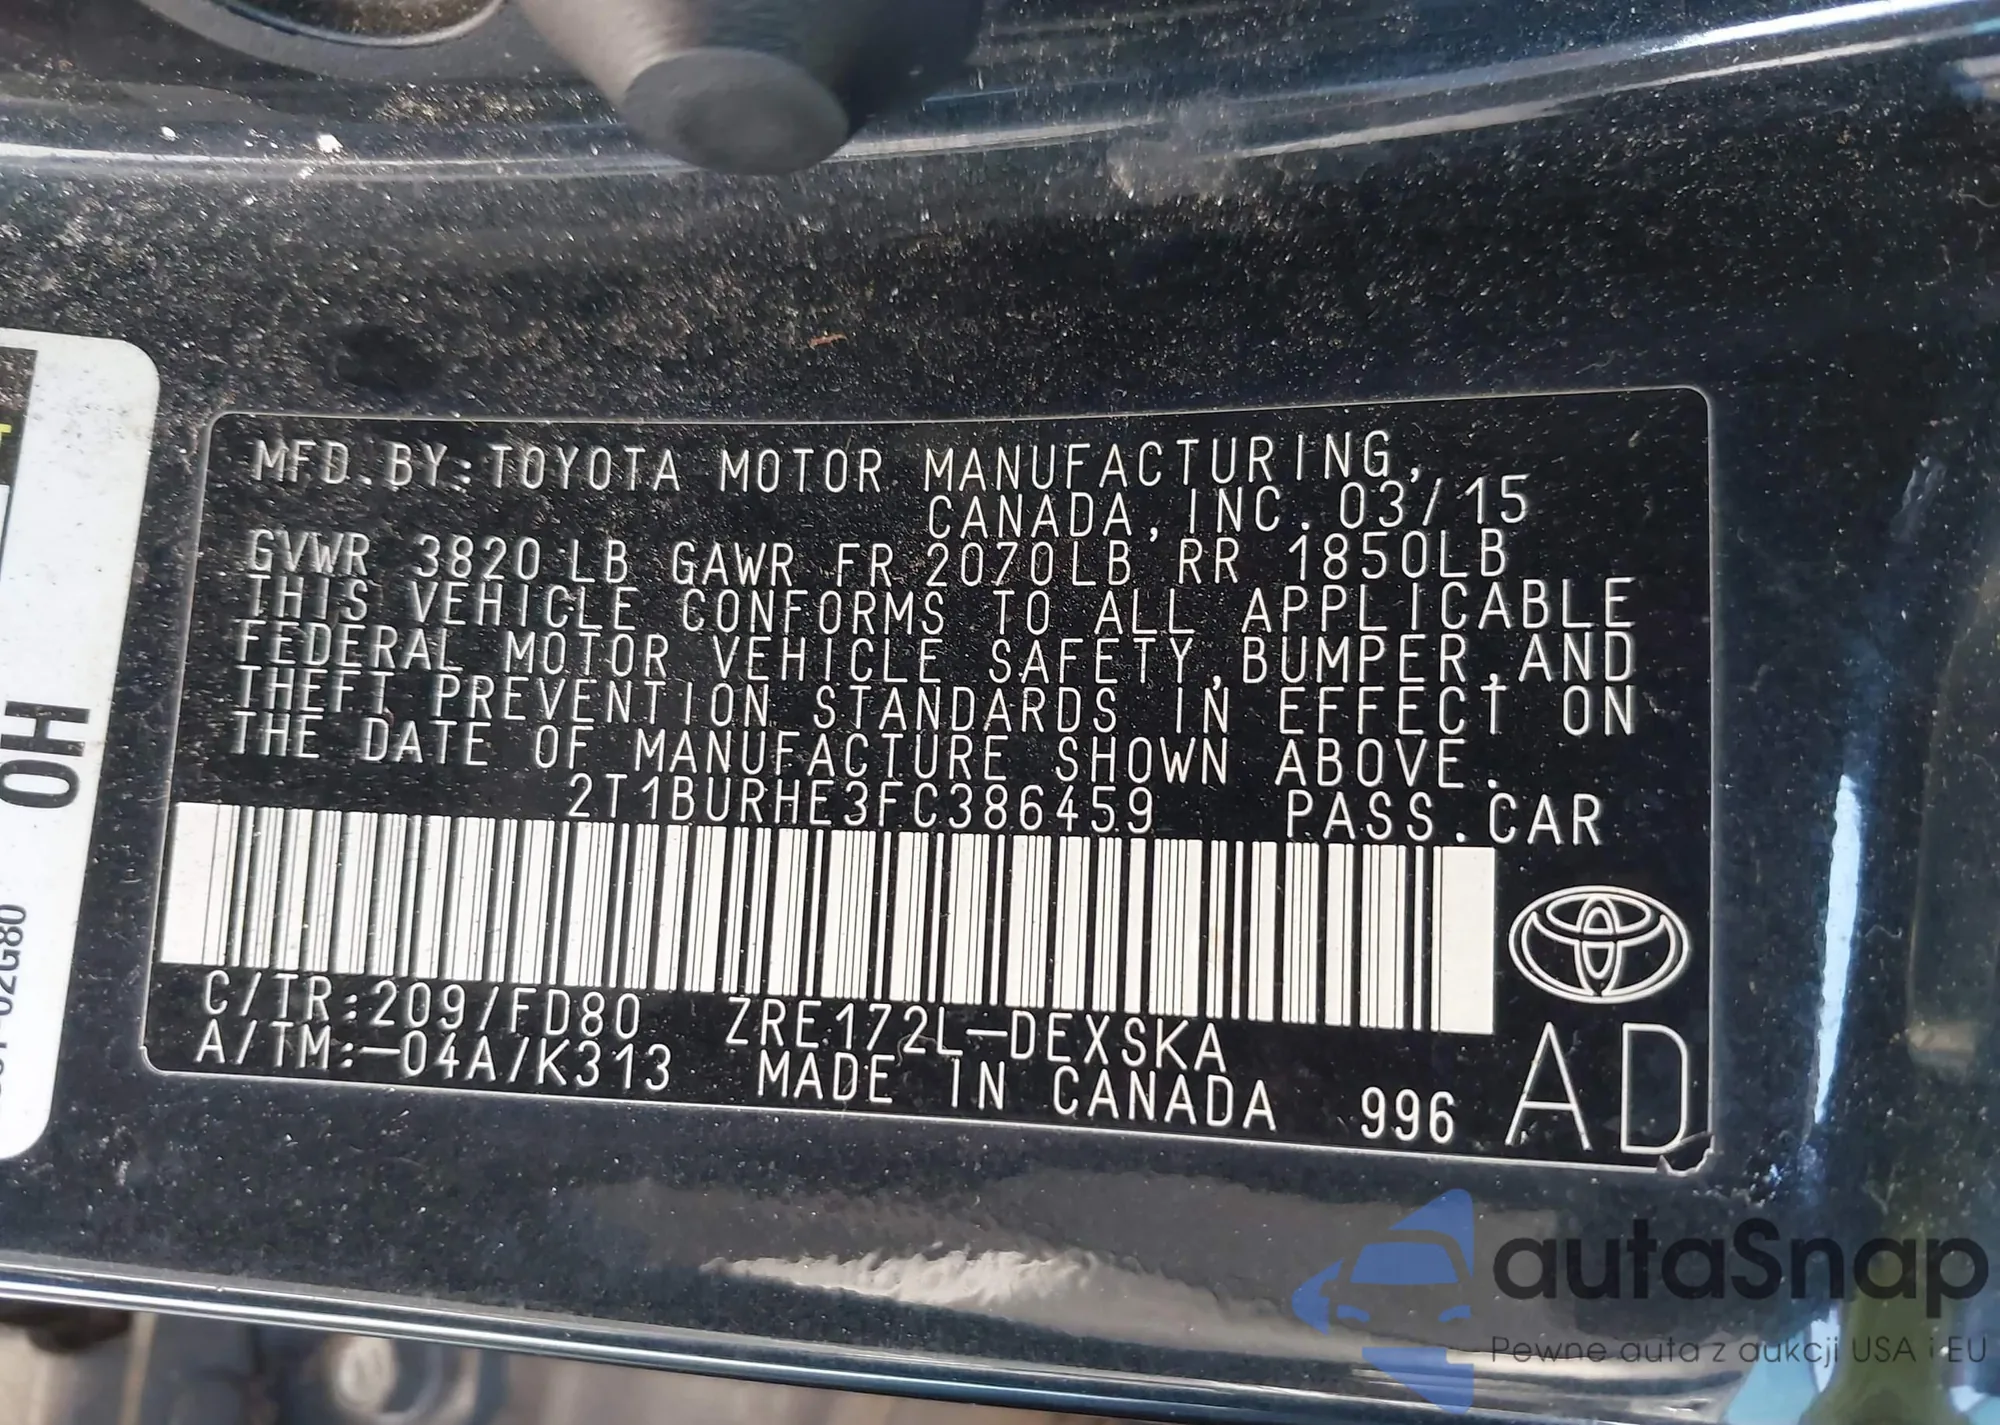 MFD.BY:TOYOTA MOTOR MANUFACTURING,
CANADA, INC. 03/15
GVWR 3820 LB GAWR FR 2070LB RR 1850LB
THIS VEHICLE CONFORMS TO ALL APPLICABLE
FEDERAL MOTOR VEHICLE SAFETY,BUMPER,AND
THEFT PREVENTION STANDARDS IN EFFECT ON
THE DATE OF MANUFACTURE SHOWN ABOVE.
2T1BURHE3FC386459 PASS.CAR
C/TR:209/FD80 ZRE172L-DEXSKA
A/TM:-04A/K313 MADE IN CANADA 996
AD
OH
02G80
autaSnap
Pewne auta z aukcji USA i EU